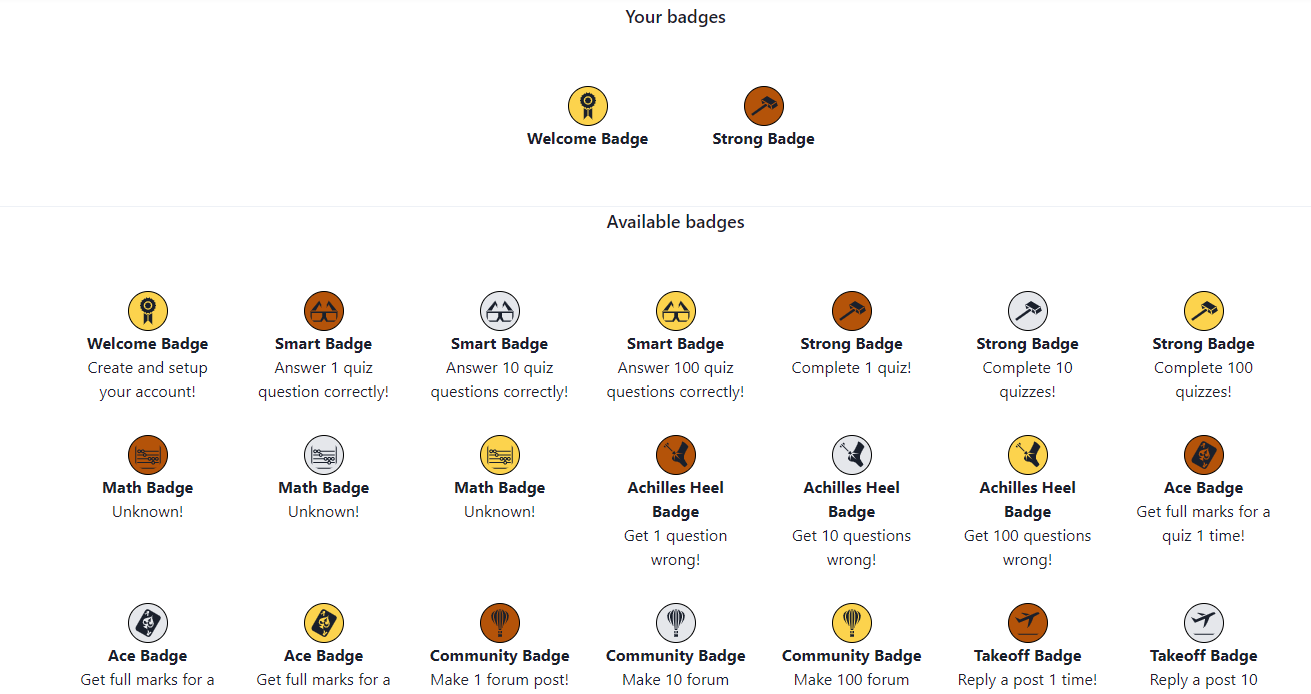 Your badges
Welcome Badge Strong Badge
Available badges
Welcome Badge Smart Badge Smart Badge Smart Badge Strong Badge Strong Badge Strong Badge
Create and setup Answer 1 quiz Answer 10 quiz Answer 100 quiz Complete 1 quiz! Complete 10 Complete 100
your account! question correctly! questions correctly! questions correctly! quizzes! quizzes!
Math Badge Math Badge Math Badge Achilles Heel Achilles Heel Achilles Heel Ace Badge
Unknown! Unknown! Unknown! Badge Badge Badge Get full marks for a
Get 1 question Get 10 questions Get 100 questions quiz 1 time!
wrong! wrong! wrong!
Ace Badge Ace Badge Community Badge Community Badge Community Badge Takeoff Badge Takeoff Badge
Get full marks for a Get full marks for a Make 1 forum post! Make 10 forum Make 100 forum Reply a post 1 time! Reply a post 10